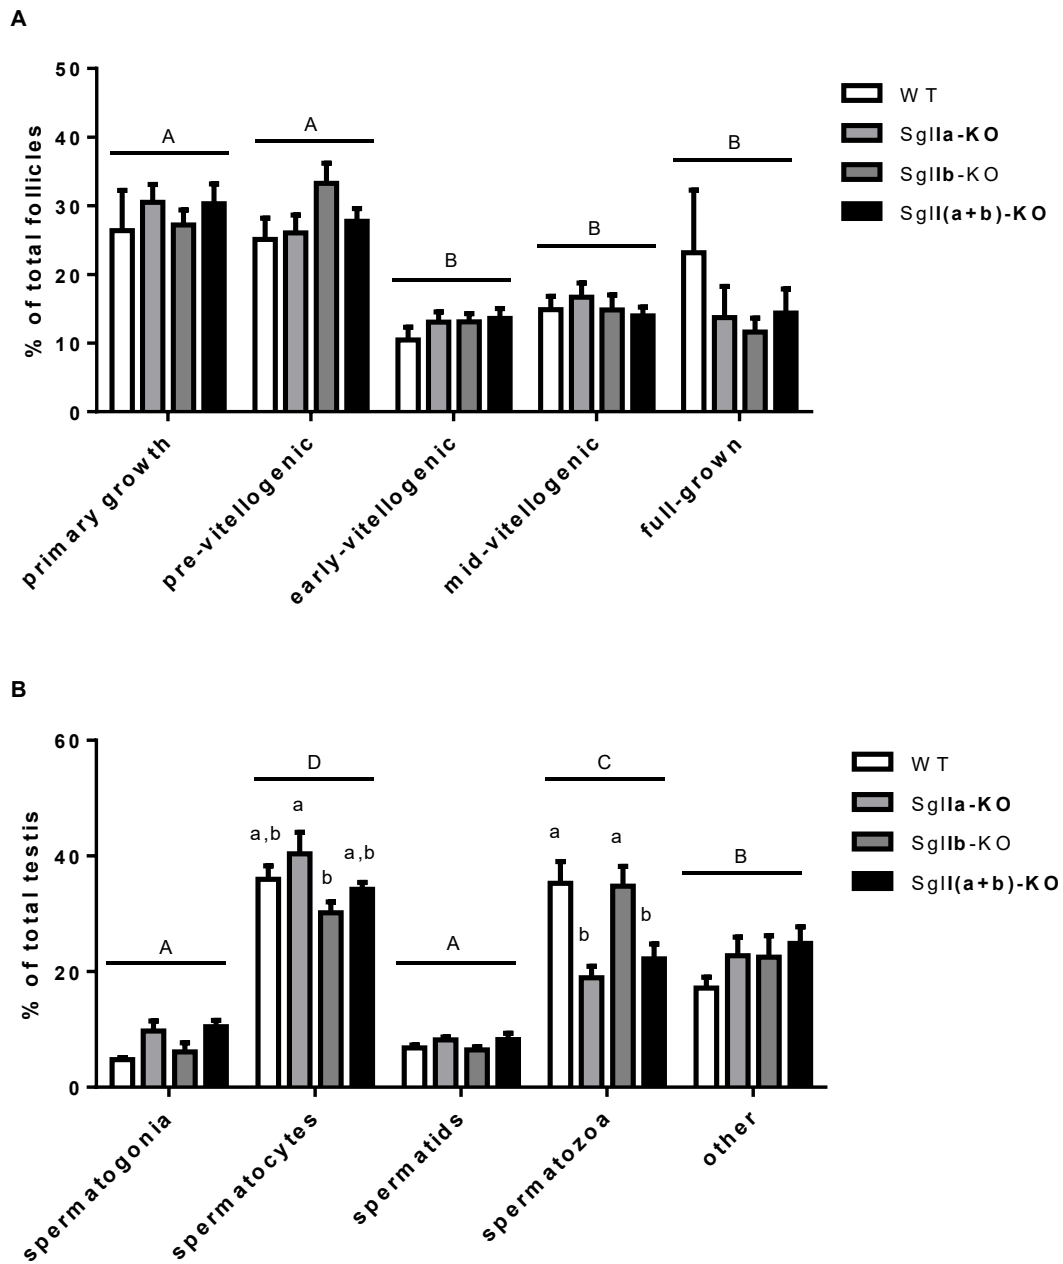 A
50
40
30
20
10
0
% of total follicles
A
A
B
B
B
WT
SgIIa-KO
SgIIb-KO
SgII(a+b)-KO
primary growth
pre-vitellogenic
early-vitellogenic
mid-vitellogenic
full-grown
B
60
40
20
0
% of total testis
A
D
a,b
a
b
a,b
A
C
a
b
a
b
B
WT
SgIIa-KO
SgIIb-KO
SgII(a+b)-KO
spermatogonia
spermatocytes
spermatids
spermatozoa
other